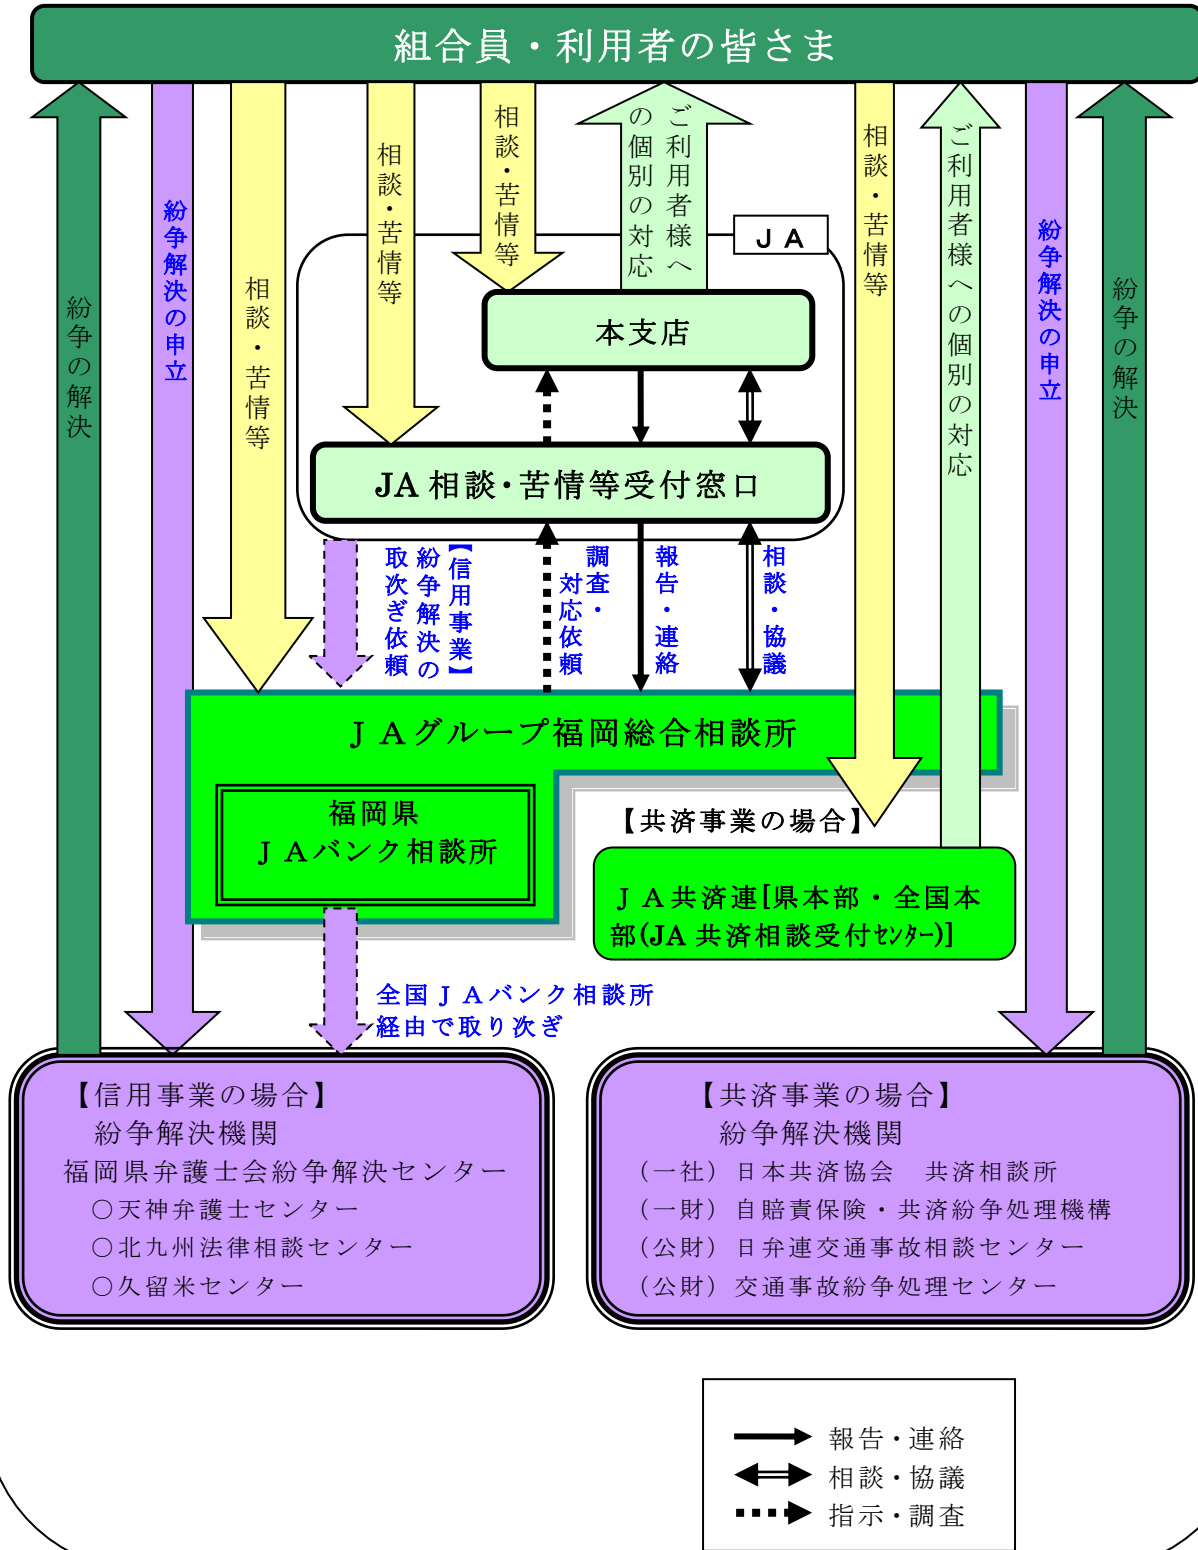 組合員・利用者の皆さま
紛争の解決
紛争解決の申立
相談・苦情等
相談・苦情等
相談・苦情等
ご利用者様へ
の個別の対応
ＪＡ
相談・苦情等
ご利用者様への個別の対応
紛争解決の申立
紛争の解決
本支店
JA 相談・苦情等受付窓口
【信用事業】
紛争解決の
取次ぎ依頼
調査・
対応依頼
報告・連絡
相談・協議
ＪＡグループ福岡総合相談所
福岡県
ＪＡバンク相談所
【共済事業の場合】
ＪＡ共済連[県本部・全国本
部(JA 共済相談受付ｾﾝﾀｰ)]
全国ＪＡバンク相談所
経由で取り次ぎ
【信用事業の場合】
紛争解決機関
福岡県弁護士会紛争解決センター
○天神弁護士センター
○北九州法律相談センター
○久留米センター
【共済事業の場合】
紛争解決機関
（一社）日本共済協会　共済相談所
（一財）自賠責保険・共済紛争処理機構
（公財）日弁連交通事故相談センター
（公財）交通事故紛争処理センター
報告・連絡
相談・協議
指示・調査